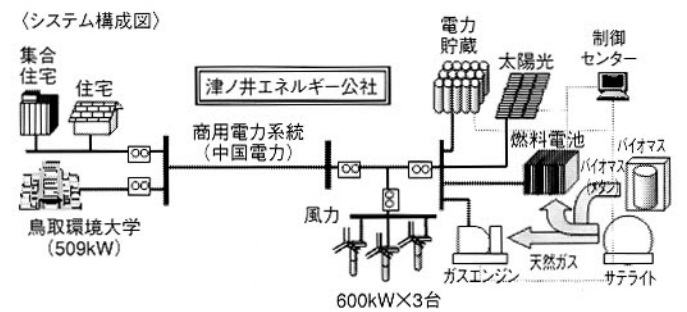 〈システム構成図〉
集合
住宅
住宅
津ノ井エネルギー公社
商用電力系統
(中国電力)
鳥取環境大学
(509kW)
電力
貯蔵
太陽光
制御
センター
燃料電池
バイオマス
バイオマス
(メタン)
風力
600kW×3台
ガスエンジン
天然ガス
サテライト